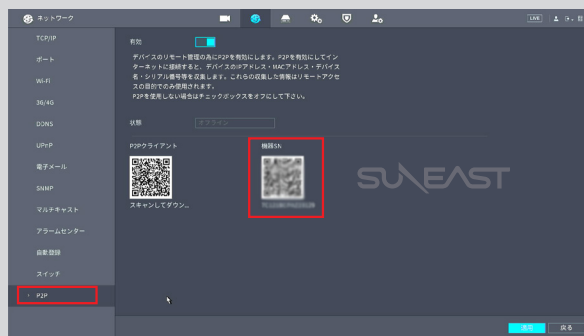 ネットワーク
LIVE
TCP/IP
ポート
Wi-Fi
3G/4G
DDNS
UPnP
電子メール
SNMP
マルチキャスト
アラームセンター
自動登録
スイッチ
P2P
有効
デバイスのリモート管理の為にP2Pを有効にします。P2Pを有効にしてイン
ターネットに接続すると、デバイスのIPアドレス・MACアドレス・デバイス
名・シリアル番号等を収集します。これらの収集した情報はリモートアクセ
スの目的でのみ使用されます。
P2Pを使用しない場合はチェックボックスをオフにして下さい。
状態
オフライン
P2Pクライアント
機器SN
スキャンしてダウン...
SUNEAST
適用
戻る